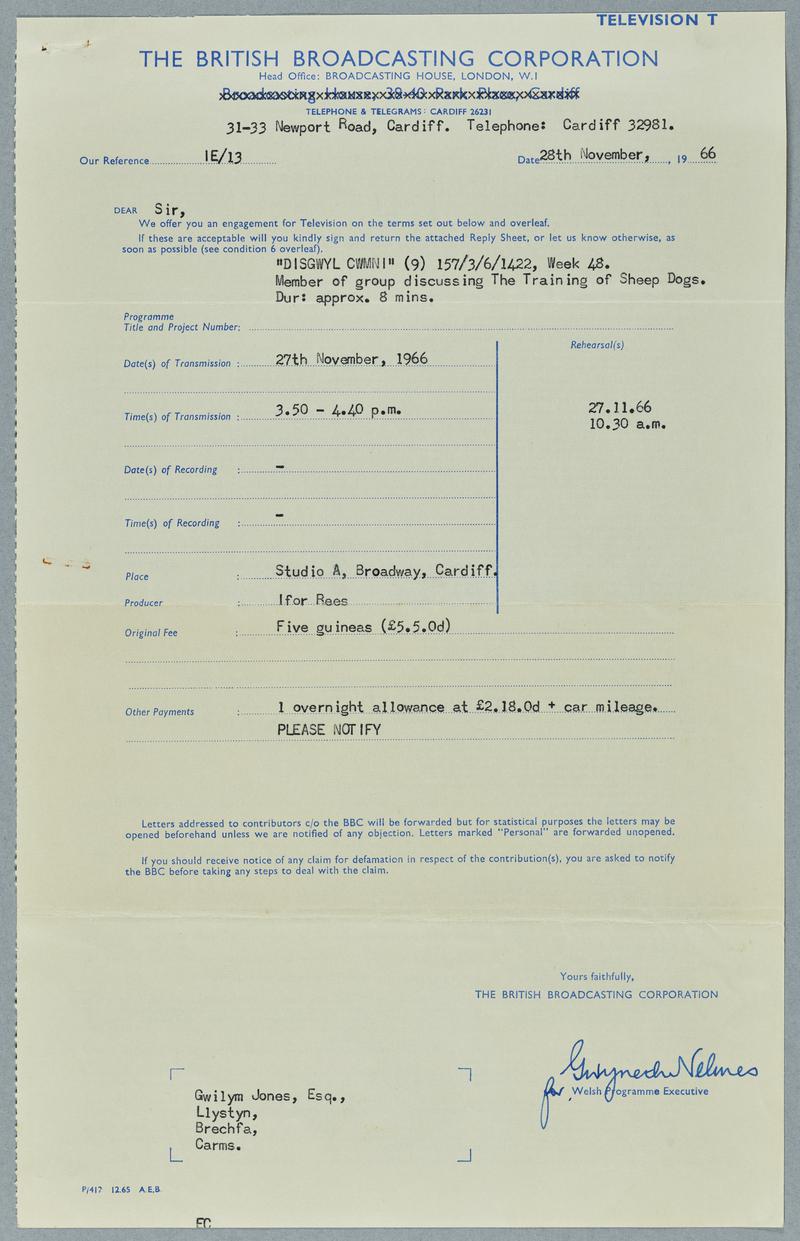 TELEVISION T
THE BRITISH BROADCASTING CORPORATION
Head Office: BROADCASTING HOUSE, LONDON, W.1
Broadcasting House, 38-40 Park Place, Cardiff
TELEPHONE & TELEGRAMS: CARDIFF 26231
31-33 Newport Road, Cardiff. Telephone: Cardiff 32981.
Our Reference 1E/13 Date 28th November, , 19 66
DEAR Sir,
We offer you an engagement for Television on the terms set out below and overleaf.
If these are acceptable will you kindly sign and return the attached Reply Sheet, or let us know otherwise, as
soon as possible (see condition 6 overleaf).
"DISGWYL CWMNI" (9) 157/3/6/1422, Week 48.
Member of group discussing The Training of Sheep Dogs.
Dur: approx. 8 mins.
Programme
Title and Project Number:
Rehearsal(s)
Date(s) of Transmission : 27th November, 1966
Time(s) of Transmission : 3.50 - 4.40 p.m. 27.11.66
10.30 a.m.
Date(s) of Recording : -
Time(s) of Recording : -
Place : Studio A, Broadway, Cardiff.
Producer : Ifor Rees
Original Fee : Five guineas (£5.5.0d)
Other Payments : 1 overnight allowance at £2.18.0d + car mileage.
PLEASE NOTIFY
Letters addressed to contributors c/o the BBC will be forwarded but for statistical purposes the letters may be
opened beforehand unless we are notified of any objection. Letters marked "Personal" are forwarded unopened.
If you should receive notice of any claim for defamation in respect of the contribution(s), you are asked to notify
the BBC before taking any steps to deal with the claim.
Yours faithfully,
THE BRITISH BROADCASTING CORPORATION
Gwynedd Nelmes
for Welsh Programme Executive
Gwilym Jones, Esq.,
Llystyn,
Brechfa,
Carms.
P/417 12.65 A.E.B.